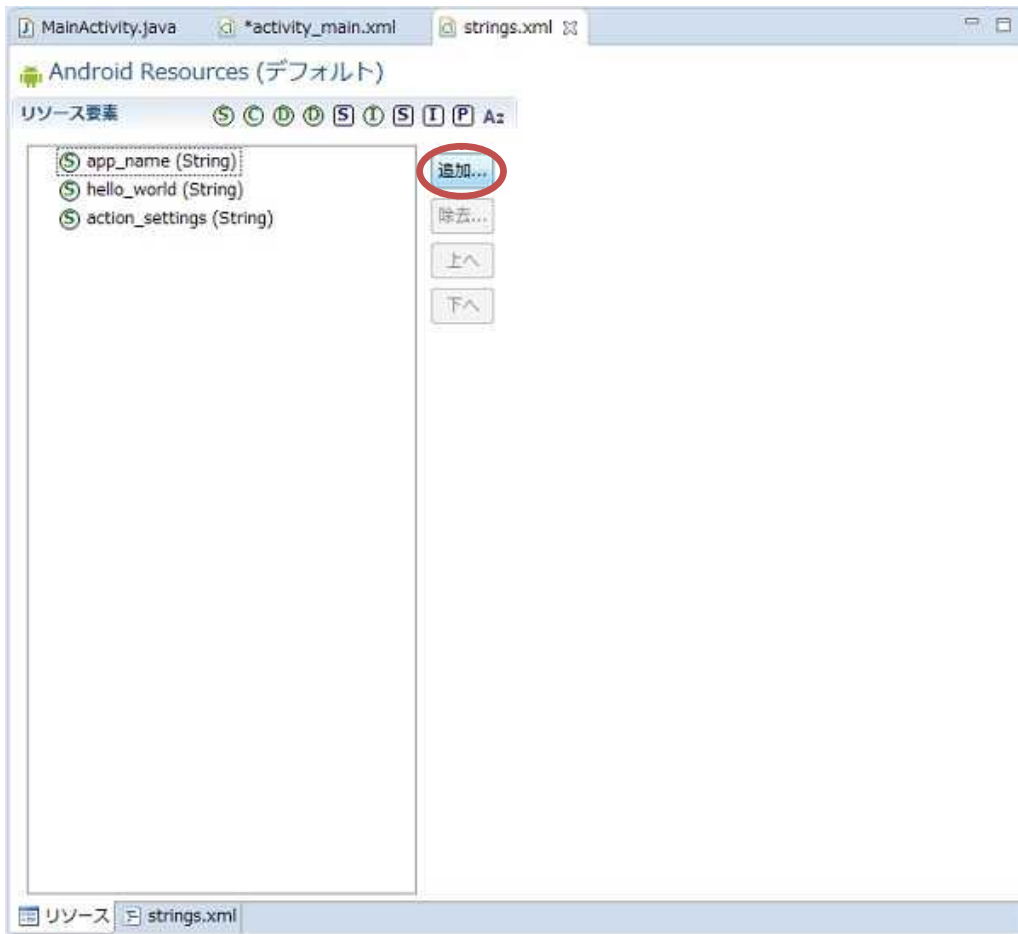 MainActivity.java *activity_main.xml strings.xml
Android Resources (デフォルト)
リソース要素 S C D D S I S I P Az
S app_name (String)
S hello_world (String)
S action_settings (String)
追加...
除去...
上へ
下へ
リソース strings.xml